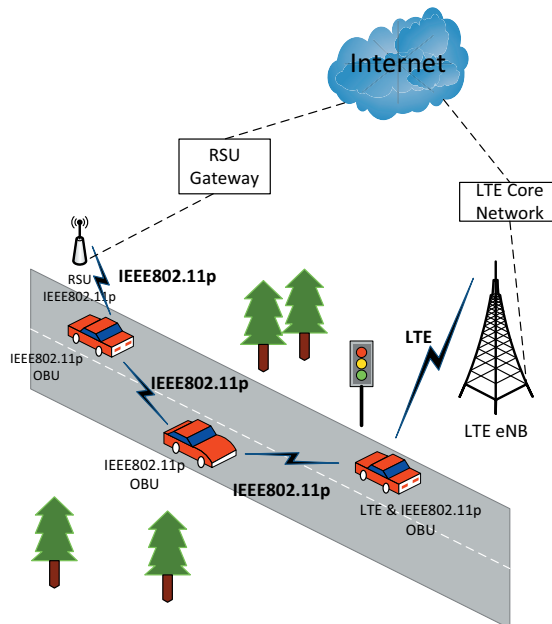 Internet
RSU
Gateway
LTE Core
Network
RSU
IEEE802.11p
IEEE802.11p
LTE
IEEE802.11p
OBU
IEEE802.11p
LTE eNB
IEEE802.11p
OBU
IEEE802.11p
LTE & IEEE802.11p
OBU